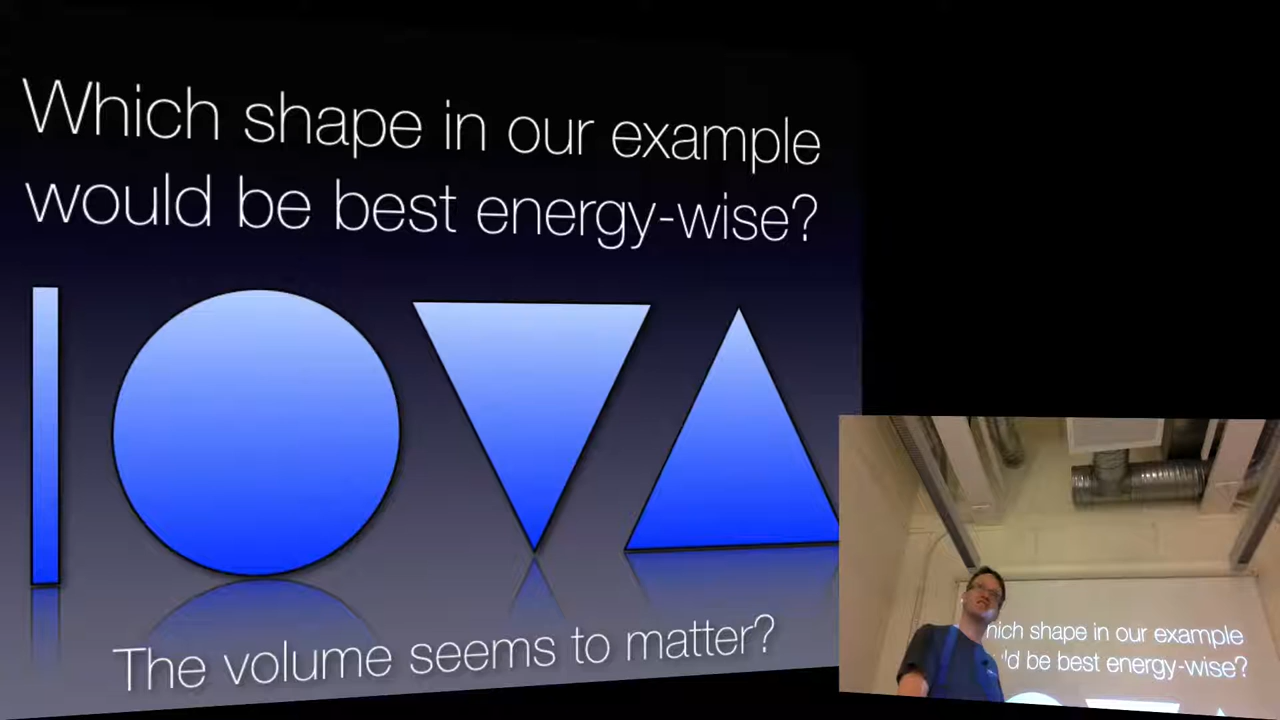 Which shape in our example
would be best energy-wise?
The volume seems to matter?
hich shape in our example
ld be best energy-wise?